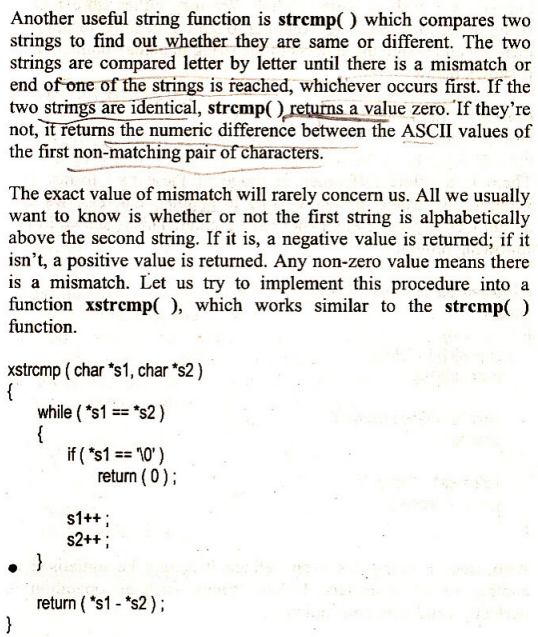 Another useful string function is strcmp( ) which compares two
strings to find out whether they are same or different. The two
strings are compared letter by letter until there is a mismatch or
end of one of the strings is reached, whichever occurs first. If the
two strings are identical, strcmp( ) returns a value zero. If they're
not, it returns the numeric difference between the ASCII values of
the first non-matching pair of characters.
The exact value of mismatch will rarely concern us. All we usually
want to know is whether or not the first string is alphabetically
above the second string. If it is, a negative value is returned; if it
isn't, a positive value is returned. Any non-zero value means there
is a mismatch. Let us try to implement this procedure into a
function xstrcmp( ), which works similar to the strcmp( )
function.
xstrcmp ( char *s1, char *s2 )
{
while ( *s1 == *s2 )
{
if ( *s1 == '\0' )
return ( 0 ) ;
s1++ ;
s2++ ;
}
return ( *s1 - *s2 ) ;
}